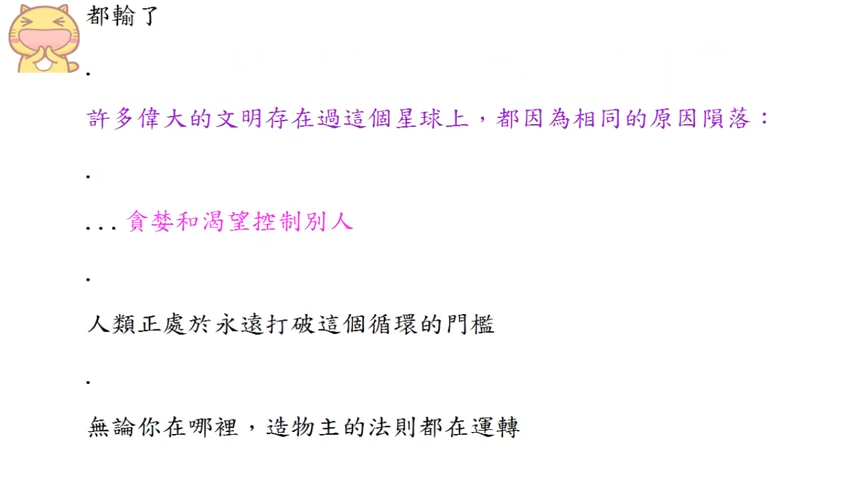 都輸了
.
許多偉大的文明存在過這個星球上，都因為相同的原因隕落：
.
... 貪婪和渴望控制別人
.
人類正處於永遠打破這個循環的門檻
.
無論你在哪裡，造物主的法則都在運轉